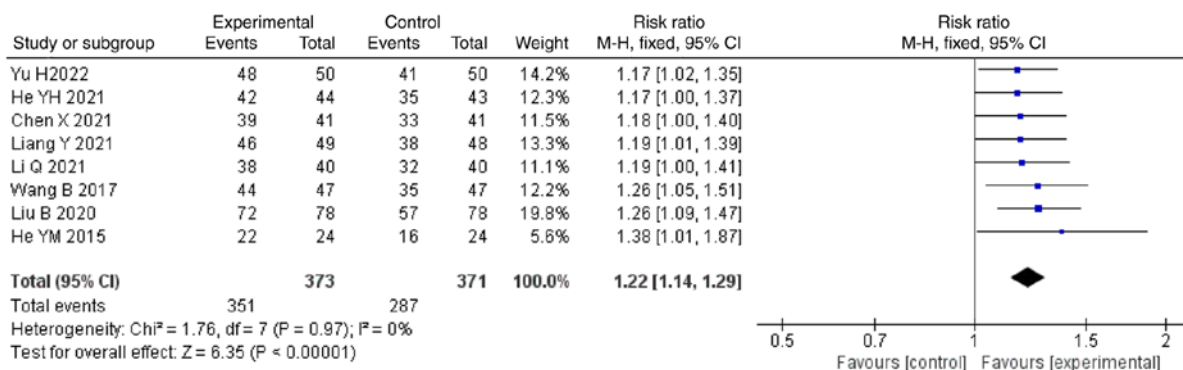 Experimental Control Risk ratio Risk ratio
Study or subgroup Events Total Events Total Weight M-H, fixed, 95% CI M-H, fixed, 95% CI
Yu H2022 48 50 41 50 14.2% 1.17 [1.02, 1.35]
He YH 2021 42 44 35 43 12.3% 1.17 [1.00, 1.37]
Chen X 2021 39 41 33 41 11.5% 1.18 [1.00, 1.40]
Liang Y 2021 46 49 38 48 13.3% 1.19 [1.01, 1.39]
Li Q 2021 38 40 32 40 11.1% 1.19 [1.00, 1.41]
Wang B 2017 44 47 35 47 12.2% 1.26 [1.05, 1.51]
Liu B 2020 72 78 57 78 19.8% 1.26 [1.09, 1.47]
He YM 2015 22 24 16 24 5.6% 1.38 [1.01, 1.87]
Total (95% CI) 373 371 100.0% 1.22 [1.14, 1.29]
Total events 351 287
Heterogeneity: Chi² = 1.76, df = 7 (P = 0.97); I² = 0%
Test for overall effect: Z = 6.35 (P < 0.00001)
0.5 0.7 1 1.5 2
Favours [control] Favours [experimental]